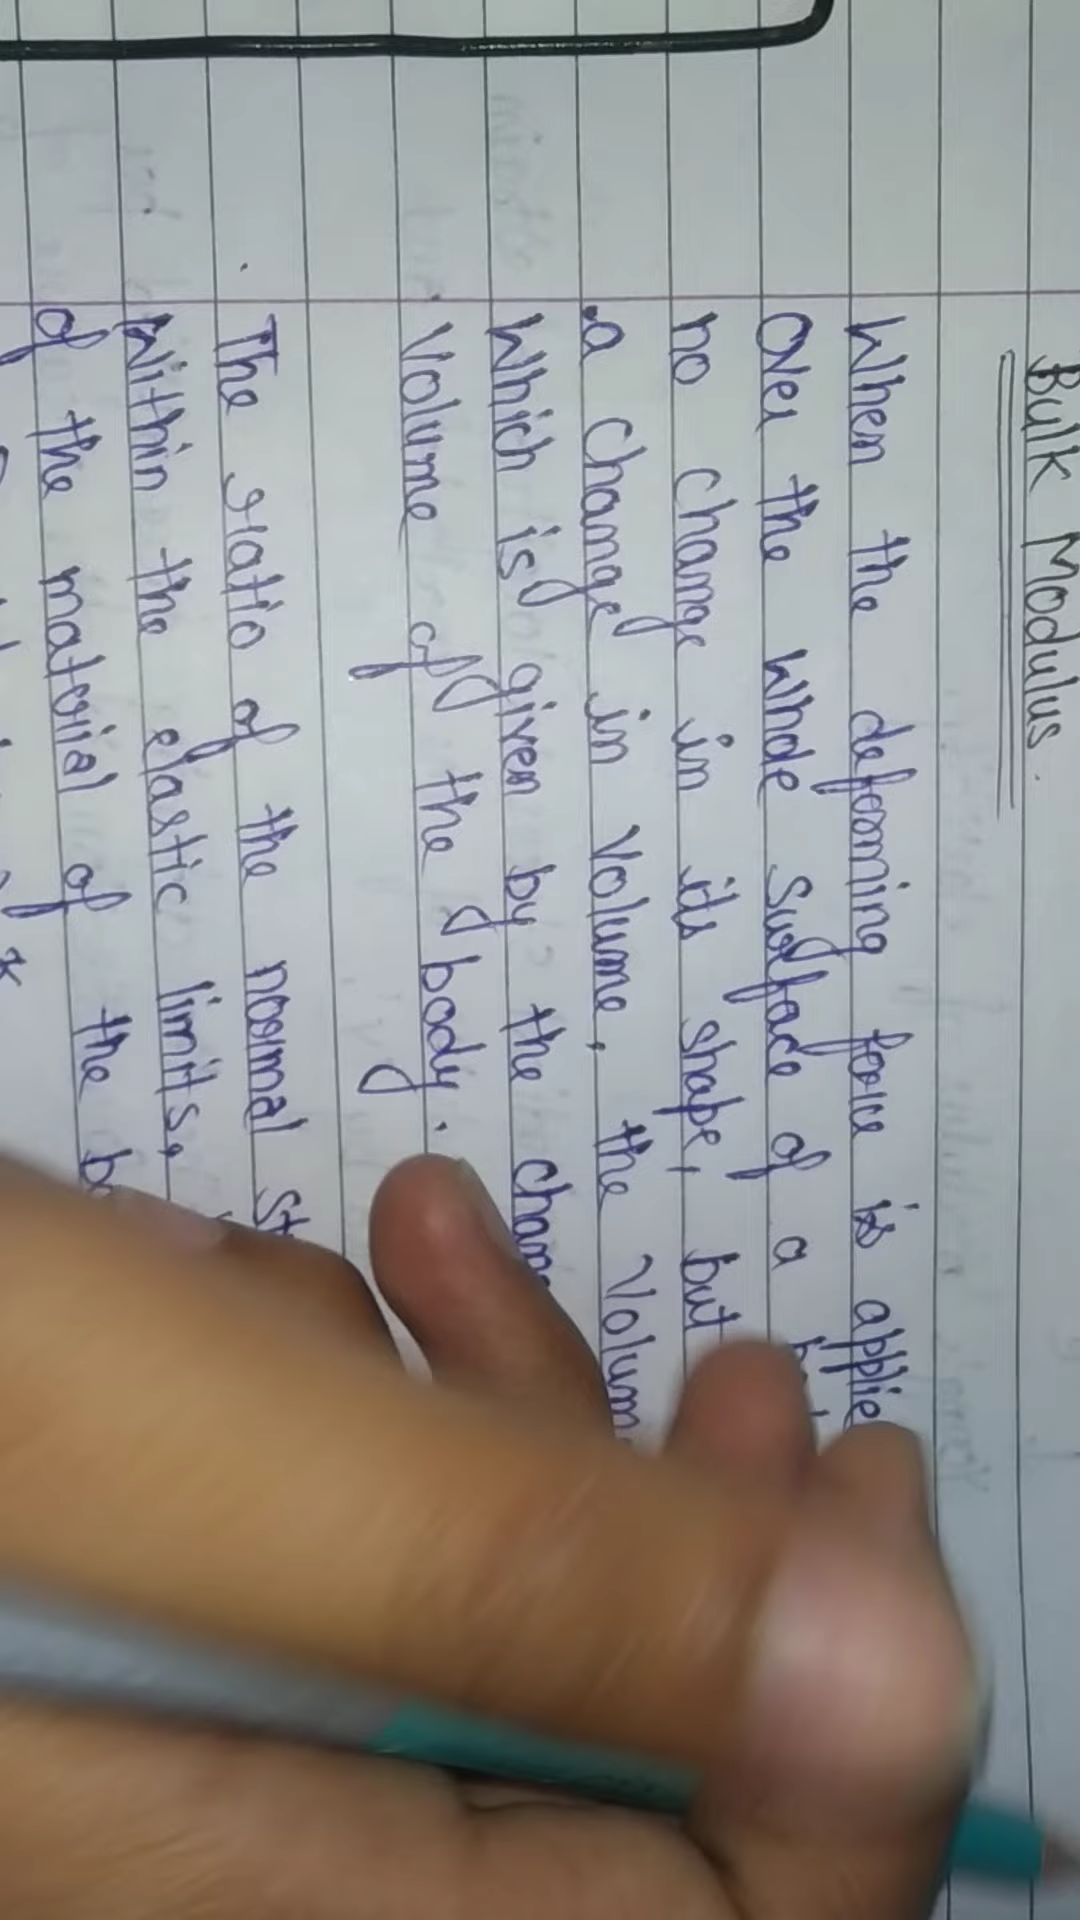 Bulk Modulus.
When the deforming force is applie
Over the whole surface of a
no change in its shape, but
a change in Volume, the Volum
Which is given by the chan
Volume of the body.
The ratio of the normal st
Within the elastic limits,
of the material of the b